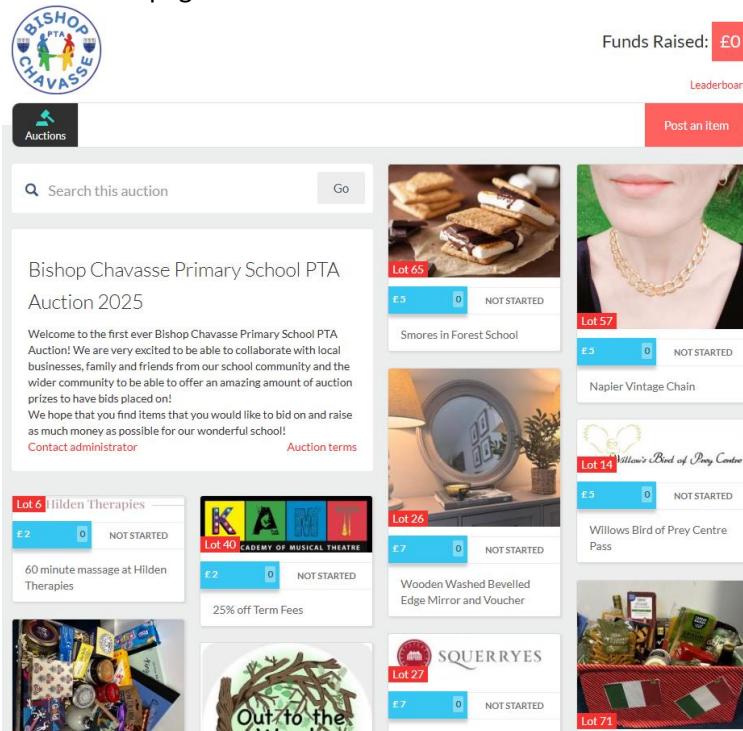 BISHOP
PTA
CHAVASSE
Funds Raised: £0
Leaderboar
Auctions
Post an item
Search this auction
Go
Bishop Chavasse Primary School PTA
Auction 2025
Welcome to the first ever Bishop Chavasse Primary School PTA
Auction! We are very excited to be able to collaborate with local
businesses, family and friends from our school community and the
wider community to be able to offer an amazing amount of auction
prizes to have bids placed on!
We hope that you find items that you would like to bid on and raise
as much money as possible for our wonderful school!
Contact administrator
Auction terms
Lot 6
Hilden Therapies
£2 0 NOT STARTED
60 minute massage at Hilden
Therapies
KAMT
Lot 40
ACADEMY OF MUSICAL THEATRE
£2 0 NOT STARTED
25% off Term Fees
Out to the
Lot 65
£5 0 NOT STARTED
Smores in Forest School
Lot 26
£7 0 NOT STARTED
Wooden Washed Bevelled
Edge Mirror and Voucher
SQUERRYES
Lot 27
£7 0 NOT STARTED
Lot 57
£5 0 NOT STARTED
Napier Vintage Chain
Willow's Bird of Prey Centre
Lot 14
£5 0 NOT STARTED
Willows Bird of Prey Centre
Pass
Lot 71